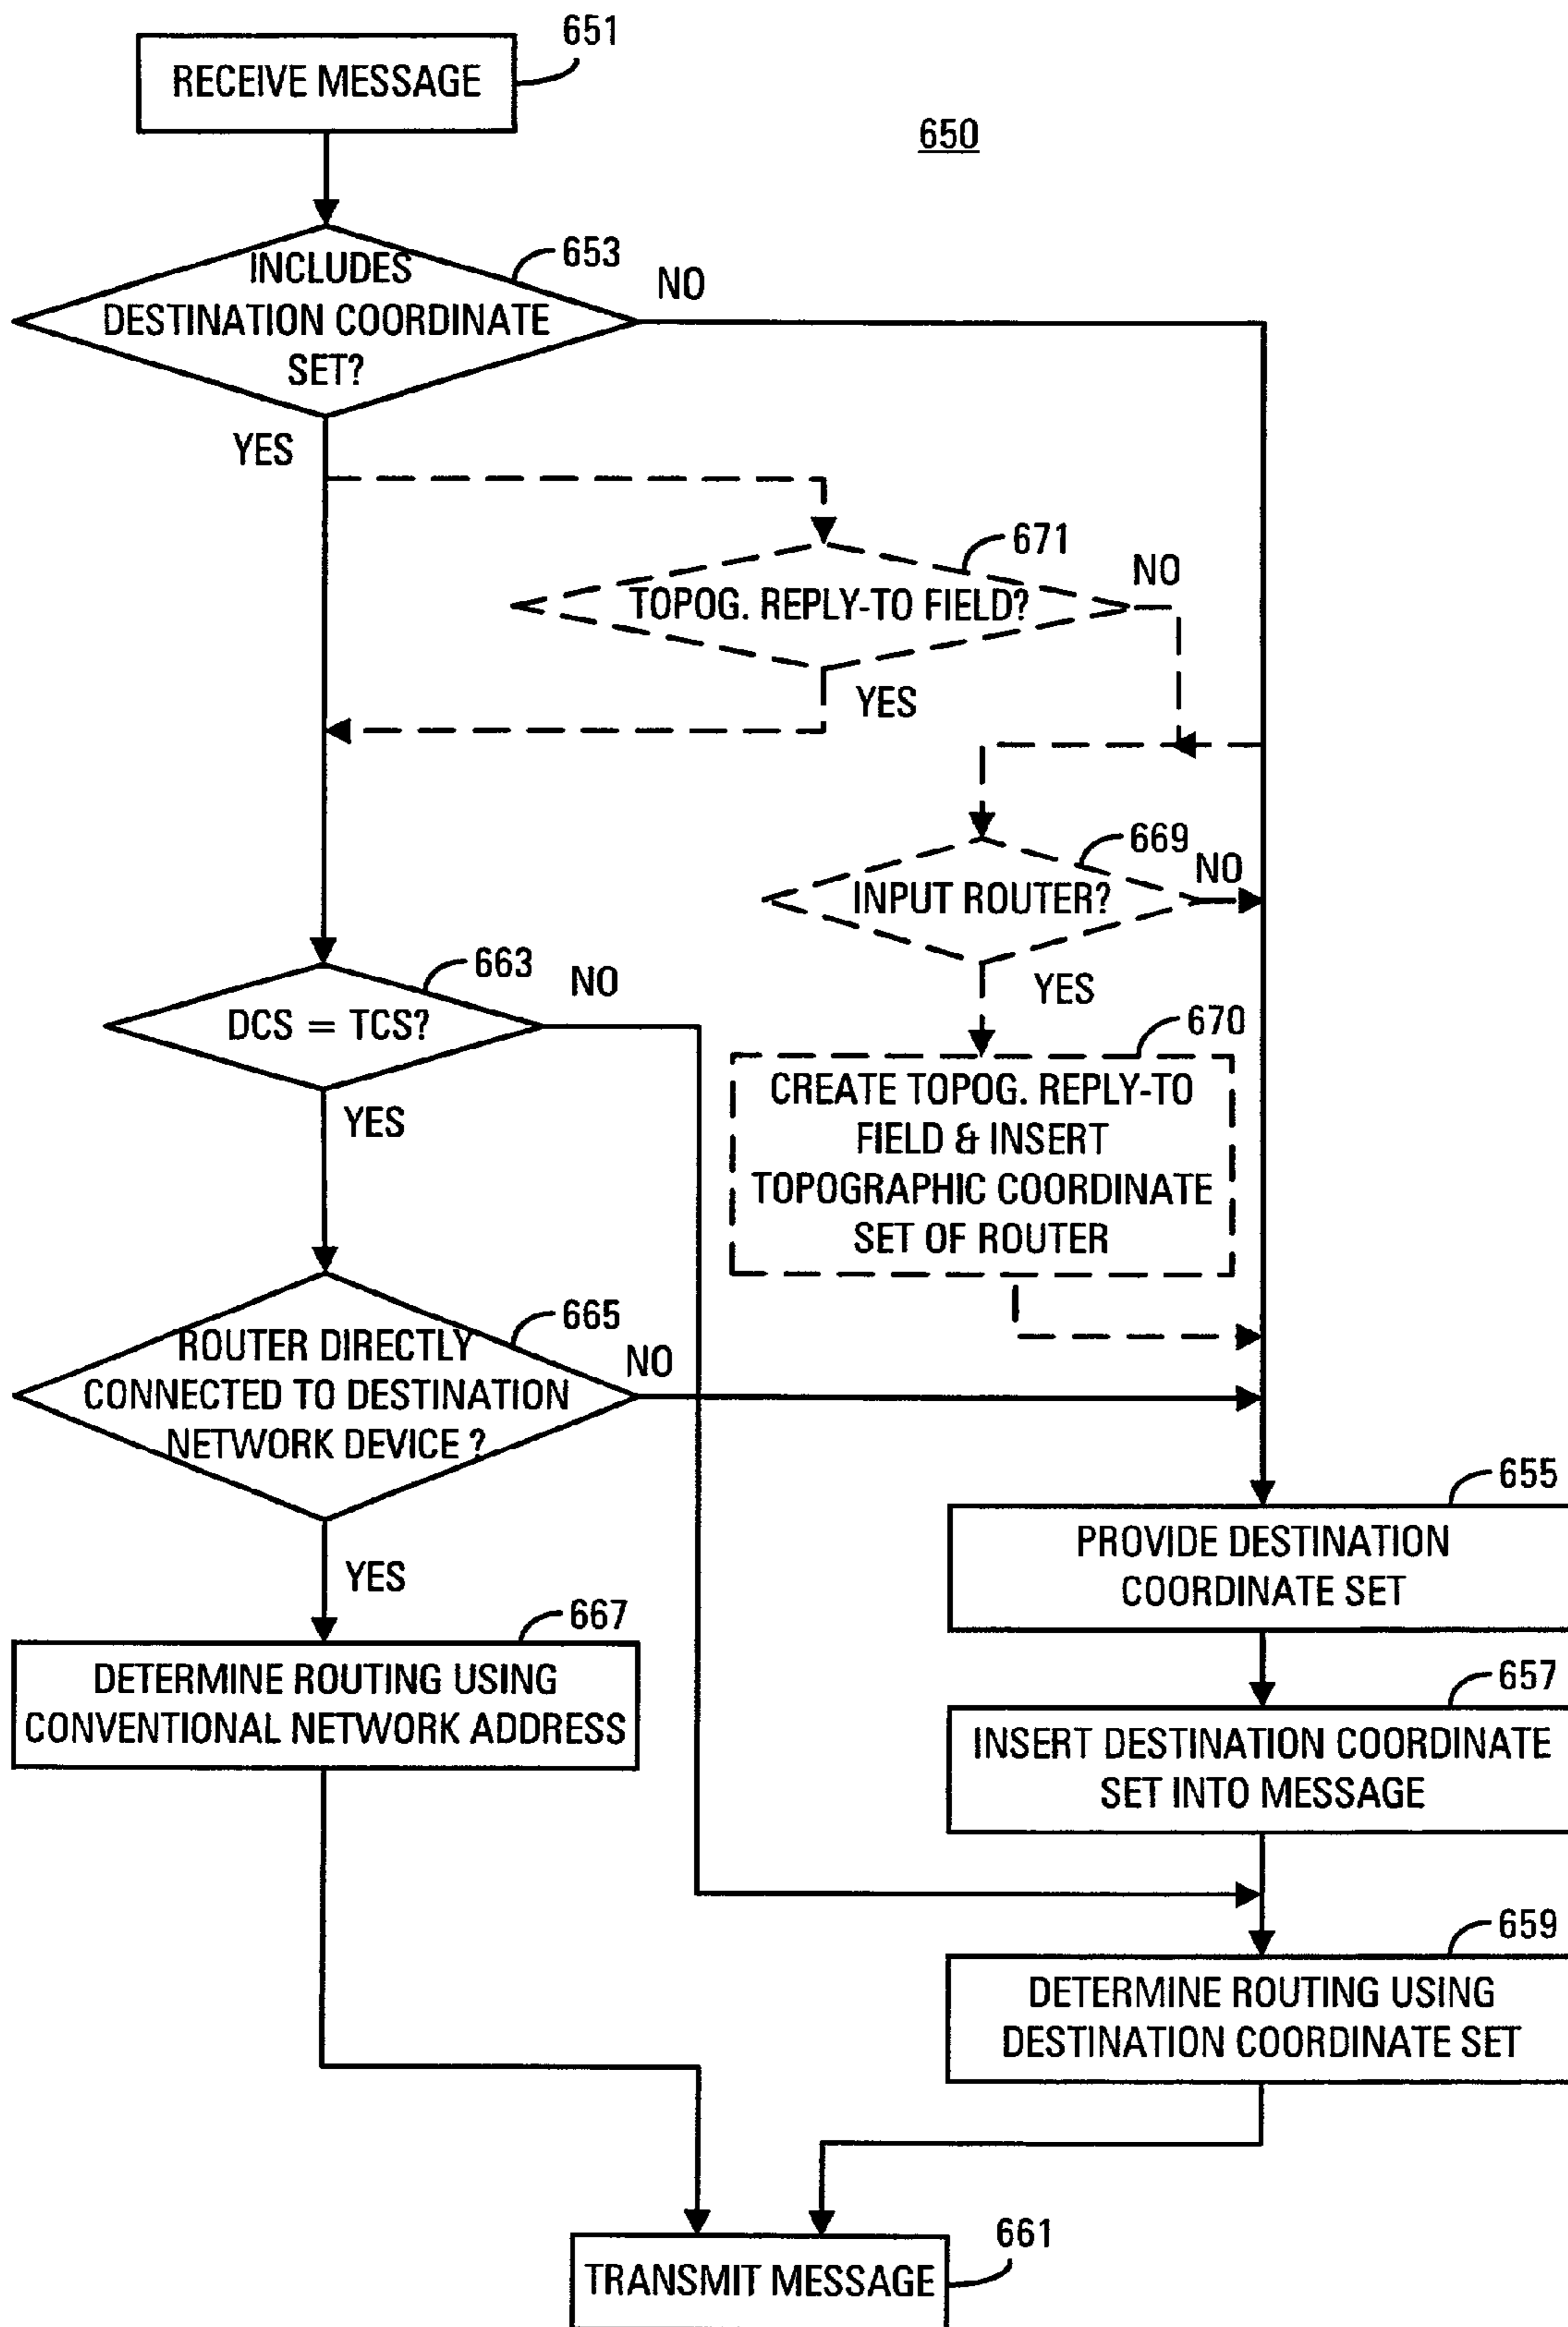 651
RECEIVE MESSAGE
650
653
INCLUDES
DESTINATION COORDINATE
SET?
NO
YES
671
TOPOG. REPLY-TO FIELD?
NO
YES
669
INPUT ROUTER?
NO
YES
663
DCS = TCS?
NO
YES
670
CREATE TOPOG. REPLY-TO
FIELD & INSERT
TOPOGRAPHIC COORDINATE
SET OF ROUTER
665
ROUTER DIRECTLY
CONNECTED TO DESTINATION
NETWORK DEVICE ?
NO
YES
655
PROVIDE DESTINATION
COORDINATE SET
667
DETERMINE ROUTING USING
CONVENTIONAL NETWORK ADDRESS
657
INSERT DESTINATION COORDINATE
SET INTO MESSAGE
659
DETERMINE ROUTING USING
DESTINATION COORDINATE SET
661
TRANSMIT MESSAGE